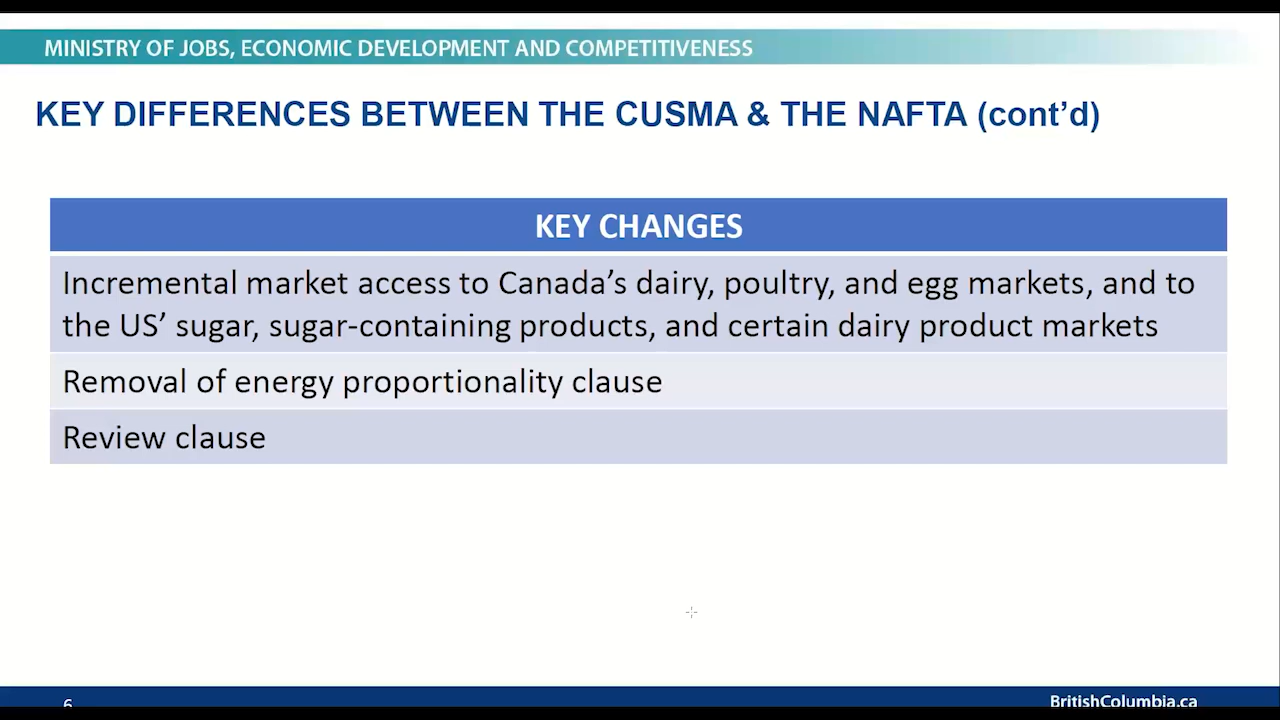 MINISTRY OF JOBS, ECONOMIC DEVELOPMENT AND COMPETITIVENESS
KEY DIFFERENCES BETWEEN THE CUSMA & THE NAFTA (cont’d)
KEY CHANGES
Incremental market access to Canada’s dairy, poultry, and egg markets, and to
the US’ sugar, sugar-containing products, and certain dairy product markets
Removal of energy proportionality clause
Review clause
6
BritishColumbia.ca